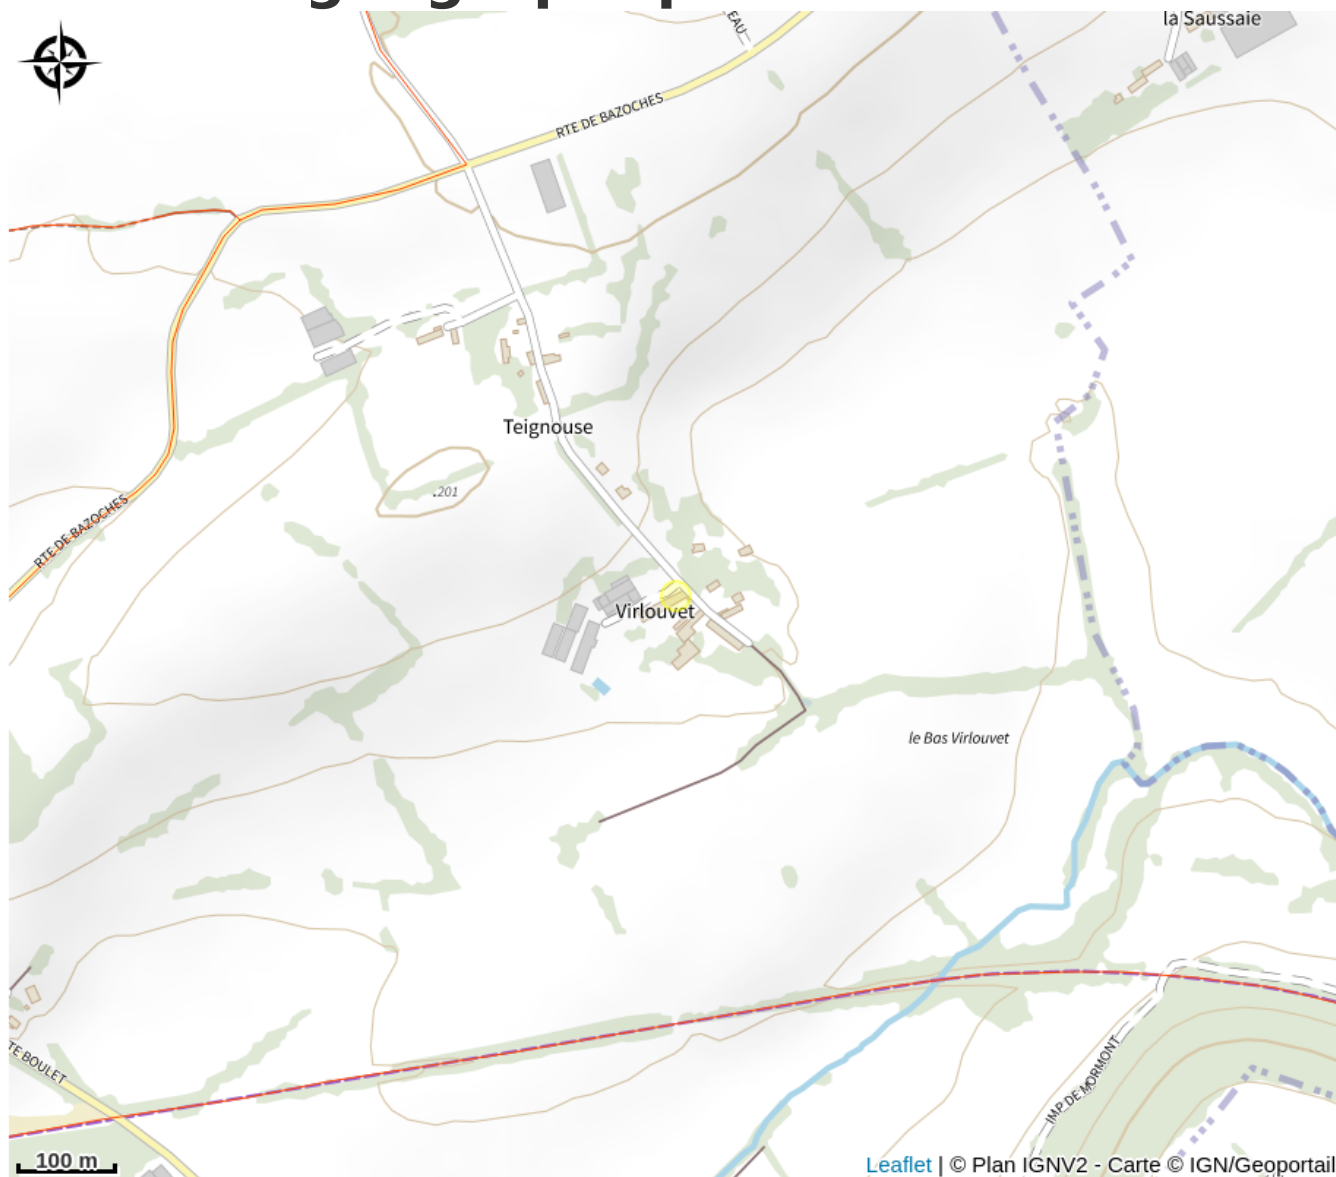 la Saussaie
EAU
RTE DE BAZOCHES
Teignouse
.201
RTE DE BAZOCHES
Virlouvet
le Bas Virlouvet
TE BOULET
IMP DE MORMONT
100 m
Leaflet | © Plan IGNV2 - Carte © IGN/Geoportail